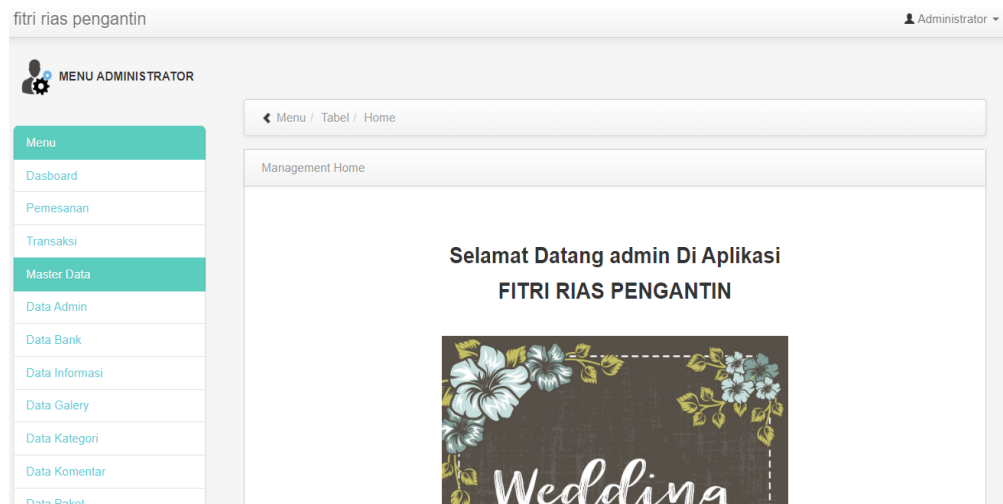 fitri rias pengantin
Administrator
MENU ADMINISTRATOR
Menu / Tabel / Home
Menu
Dasboard
Pemesanan
Transaksi
Master Data
Data Admin
Data Bank
Data Informasi
Data Galery
Data Kategori
Data Komentar
Data Paket
Management Home
Selamat Datang admin Di Aplikasi
FITRI RIAS PENGANTIN
Wedding